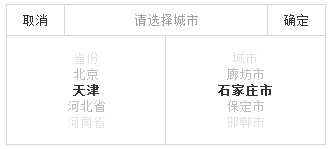 取消 请选择城市 确定
省份 城市
北京 廊坊市
天津 石家庄市
河北省 保定市
河南省 邯郸市